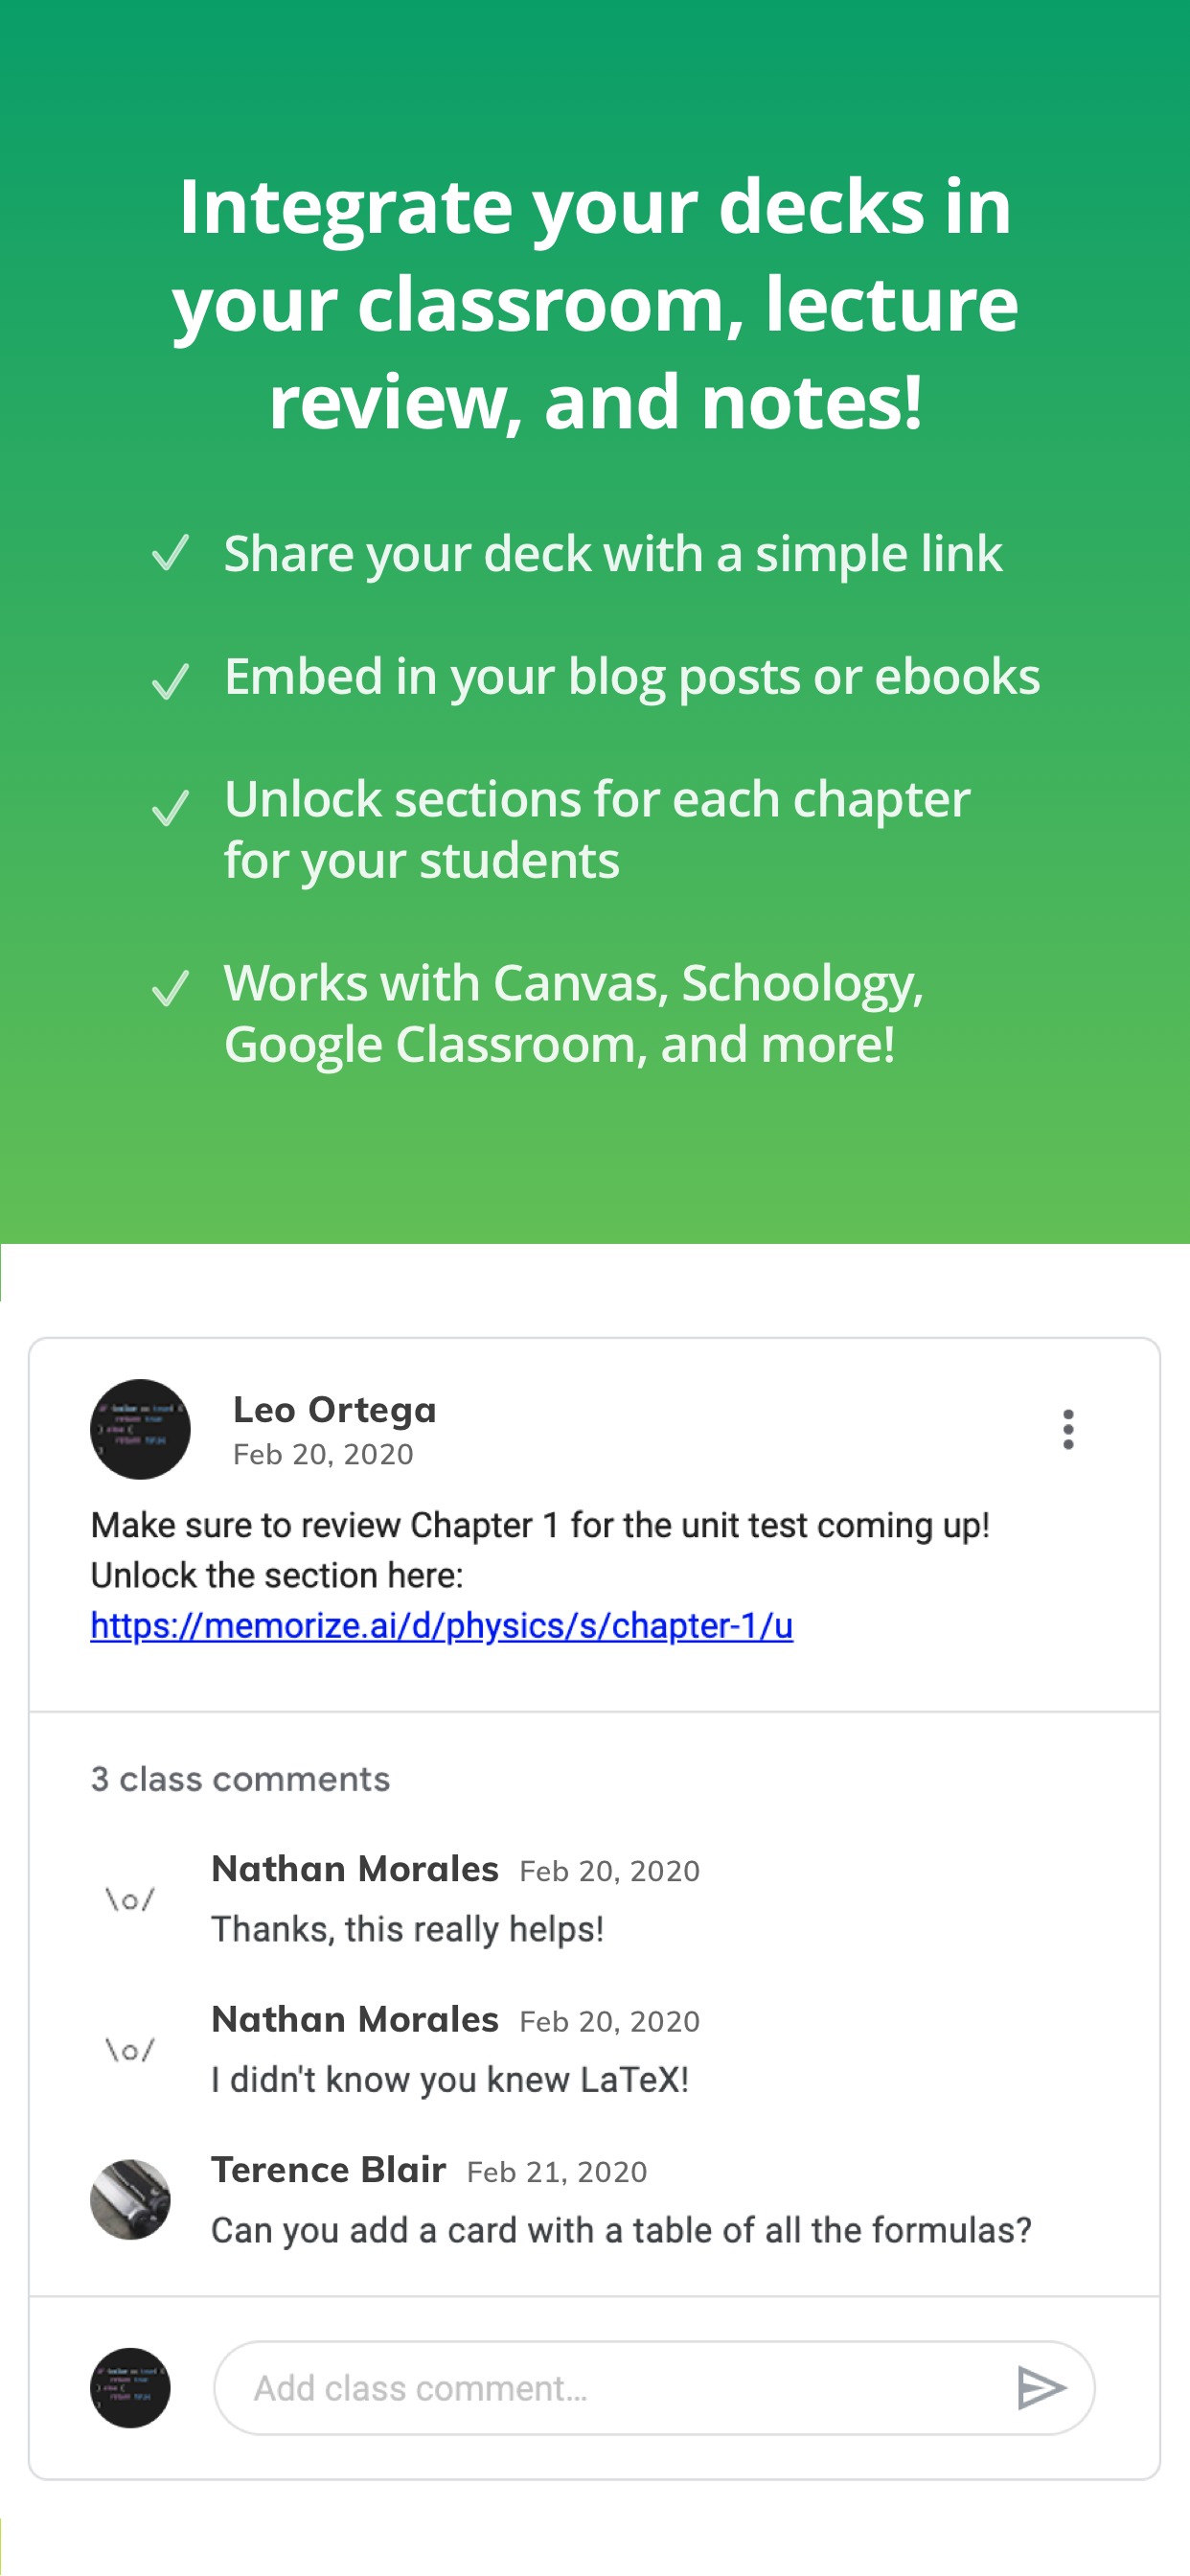 Integrate your decks in
your classroom, lecture
review, and notes!
Share your deck with a simple link
Embed in your blog posts or ebooks
Unlock sections for each chapter
for your students
Works with Canvas, Schoology,
Google Classroom, and more!
Leo Ortega
Feb 20, 2020
Make sure to review Chapter 1 for the unit test coming up!
Unlock the section here:
https://memorize.ai/d/physics/s/chapter-1/u
3 class comments
Nathan Morales Feb 20, 2020
\o/
Thanks, this really helps!
Nathan Morales Feb 20, 2020
\o/
I didn't know you knew LaTeX!
Terence Blair Feb 21, 2020
Can you add a card with a table of all the formulas?
Add class comment...